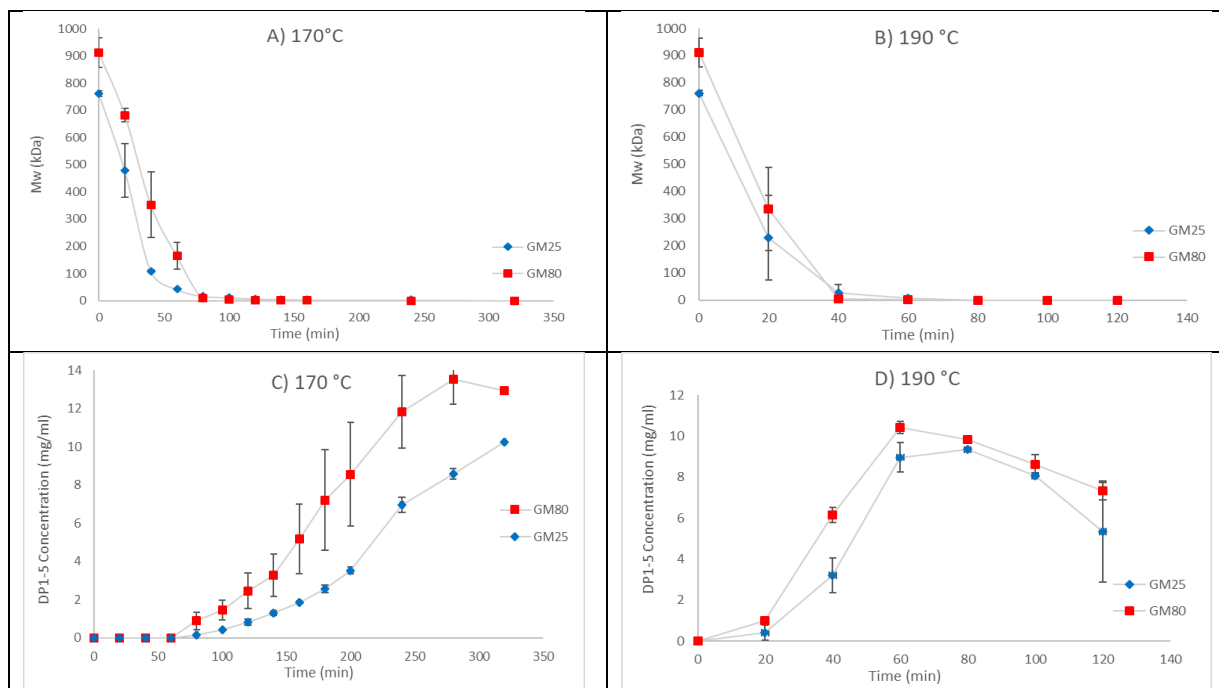 A) 170°C
1000
900
800
700
600
500
400
300
200
100
0
Mw (kDa)
GM25
GM80
0 50 100 150 200 250 300 350
Time (min)
B) 190 °C
1000
900
800
700
600
500
400
300
200
100
0
Mw (kDa)
GM25
GM80
0 20 40 60 80 100 120 140
Time (min)
C) 170 °C
14
12
10
8
6
4
2
0
DP1-5 Concentration (mg/ml)
GM80
GM25
0 50 100 150 200 250 300 350
Time (min)
D) 190 °C
12
10
8
6
4
2
0
DP1-5 Concentration (mg/ml)
GM25
GM80
0 20 40 60 80 100 120 140
Time (min)